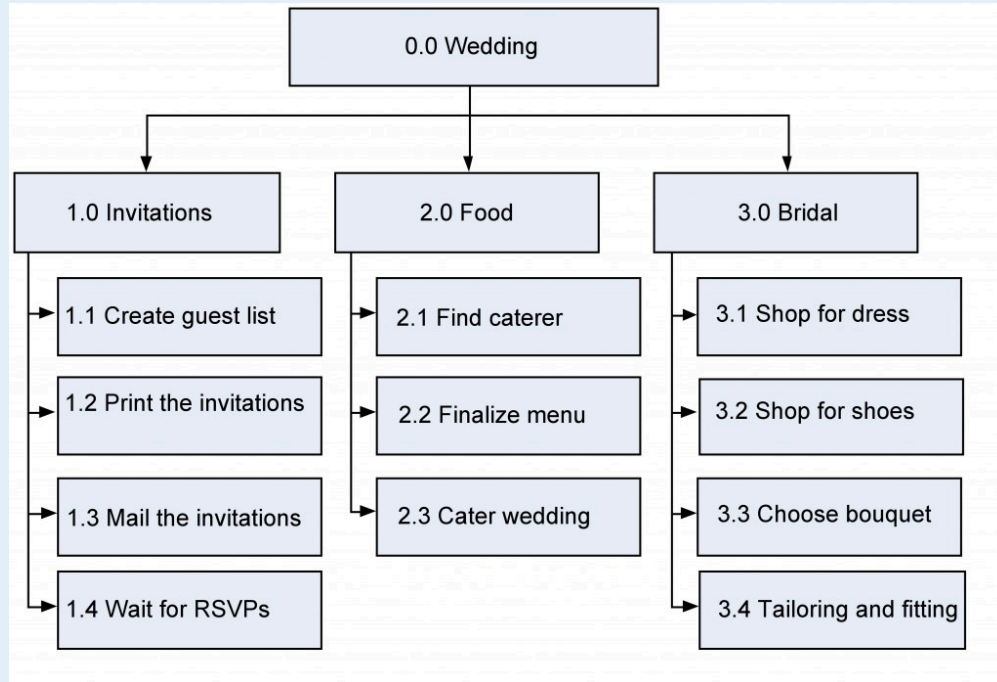 0.0 Wedding
1.0 Invitations
2.0 Food
3.0 Bridal
1.1 Create guest list
2.1 Find caterer
3.1 Shop for dress
1.2 Print the invitations
2.2 Finalize menu
3.2 Shop for shoes
1.3 Mail the invitations
2.3 Cater wedding
3.3 Choose bouquet
1.4 Wait for RSVPs
3.4 Tailoring and fitting